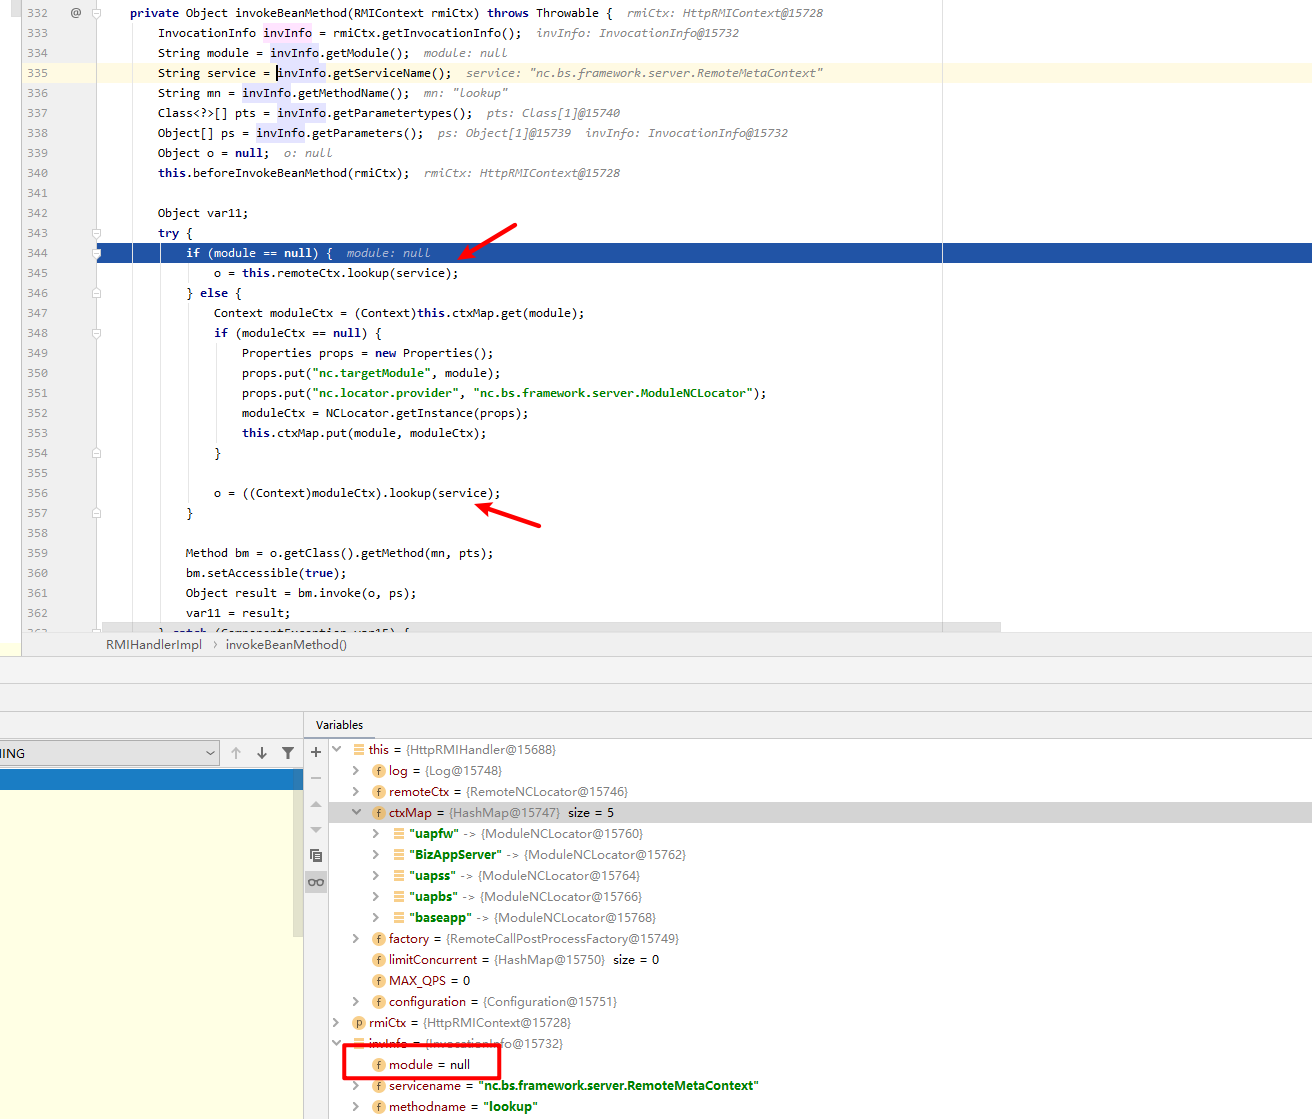 332 @ private Object invokeBeanMethod(RMIContext rmiCtx) throws Throwable { rmiCtx: HttpRMIContext@15728
333 InvocationInfo invInfo = rmiCtx.getInvocationInfo(); invInfo: InvocationInfo@15732
334 String module = invInfo.getModule(); module: null
335 String service = invInfo.getServiceName(); service: "nc.bs.framework.server.RemoteMetaContext"
336 String mn = invInfo.getMethodName(); mn: "lookup"
337 Class<?>[] pts = invInfo.getParametertypes(); pts: Class[1]@15740
338 Object[] ps = invInfo.getParameters(); ps: Object[1]@15739 invInfo: InvocationInfo@15732
339 Object o = null; o: null
340 this.beforeInvokeBeanMethod(rmiCtx); rmiCtx: HttpRMIContext@15728
341
342 Object var11;
343 try {
344 if (module == null) { module: null
345 o = this.remoteCtx.lookup(service);
346 } else {
347 Context moduleCtx = (Context)this.ctxMap.get(module);
348 if (moduleCtx == null) {
349 Properties props = new Properties();
350 props.put("nc.targetModule", module);
351 props.put("nc.locator.provider", "nc.bs.framework.server.ModuleNCLocator");
352 moduleCtx = NCLocator.getInstance(props);
353 this.ctxMap.put(module, moduleCtx);
354 }
355
356 o = ((Context)moduleCtx).lookup(service);
357 }
358
359 Method bm = o.getClass().getMethod(mn, pts);
360 bm.setAccessible(true);
361 Object result = bm.invoke(o, ps);
362 var11 = result;
363 } catch (ComponentException var15) {
RMIHandlerImpl › invokeBeanMethod()
Variables
NING
this = {HttpRMIHandler@15688}
f log = {Log@15748}
f remoteCtx = {RemoteNCLocator@15746}
f ctxMap = {HashMap@15747} size = 5
"uapfw" -> {ModuleNCLocator@15760}
"BizAppServer" -> {ModuleNCLocator@15762}
"uapss" -> {ModuleNCLocator@15764}
"uapbs" -> {ModuleNCLocator@15766}
"baseapp" -> {ModuleNCLocator@15768}
f factory = {RemoteCallPostProcessFactory@15749}
f limitConcurrent = {HashMap@15750} size = 0
f MAX_QPS = 0
f configuration = {Configuration@15751}
p rmiCtx = {HttpRMIContext@15728}
invInfo = {InvocationInfo@15732}
f module = null
f servicename = "nc.bs.framework.server.RemoteMetaContext"
f methodname = "lookup"